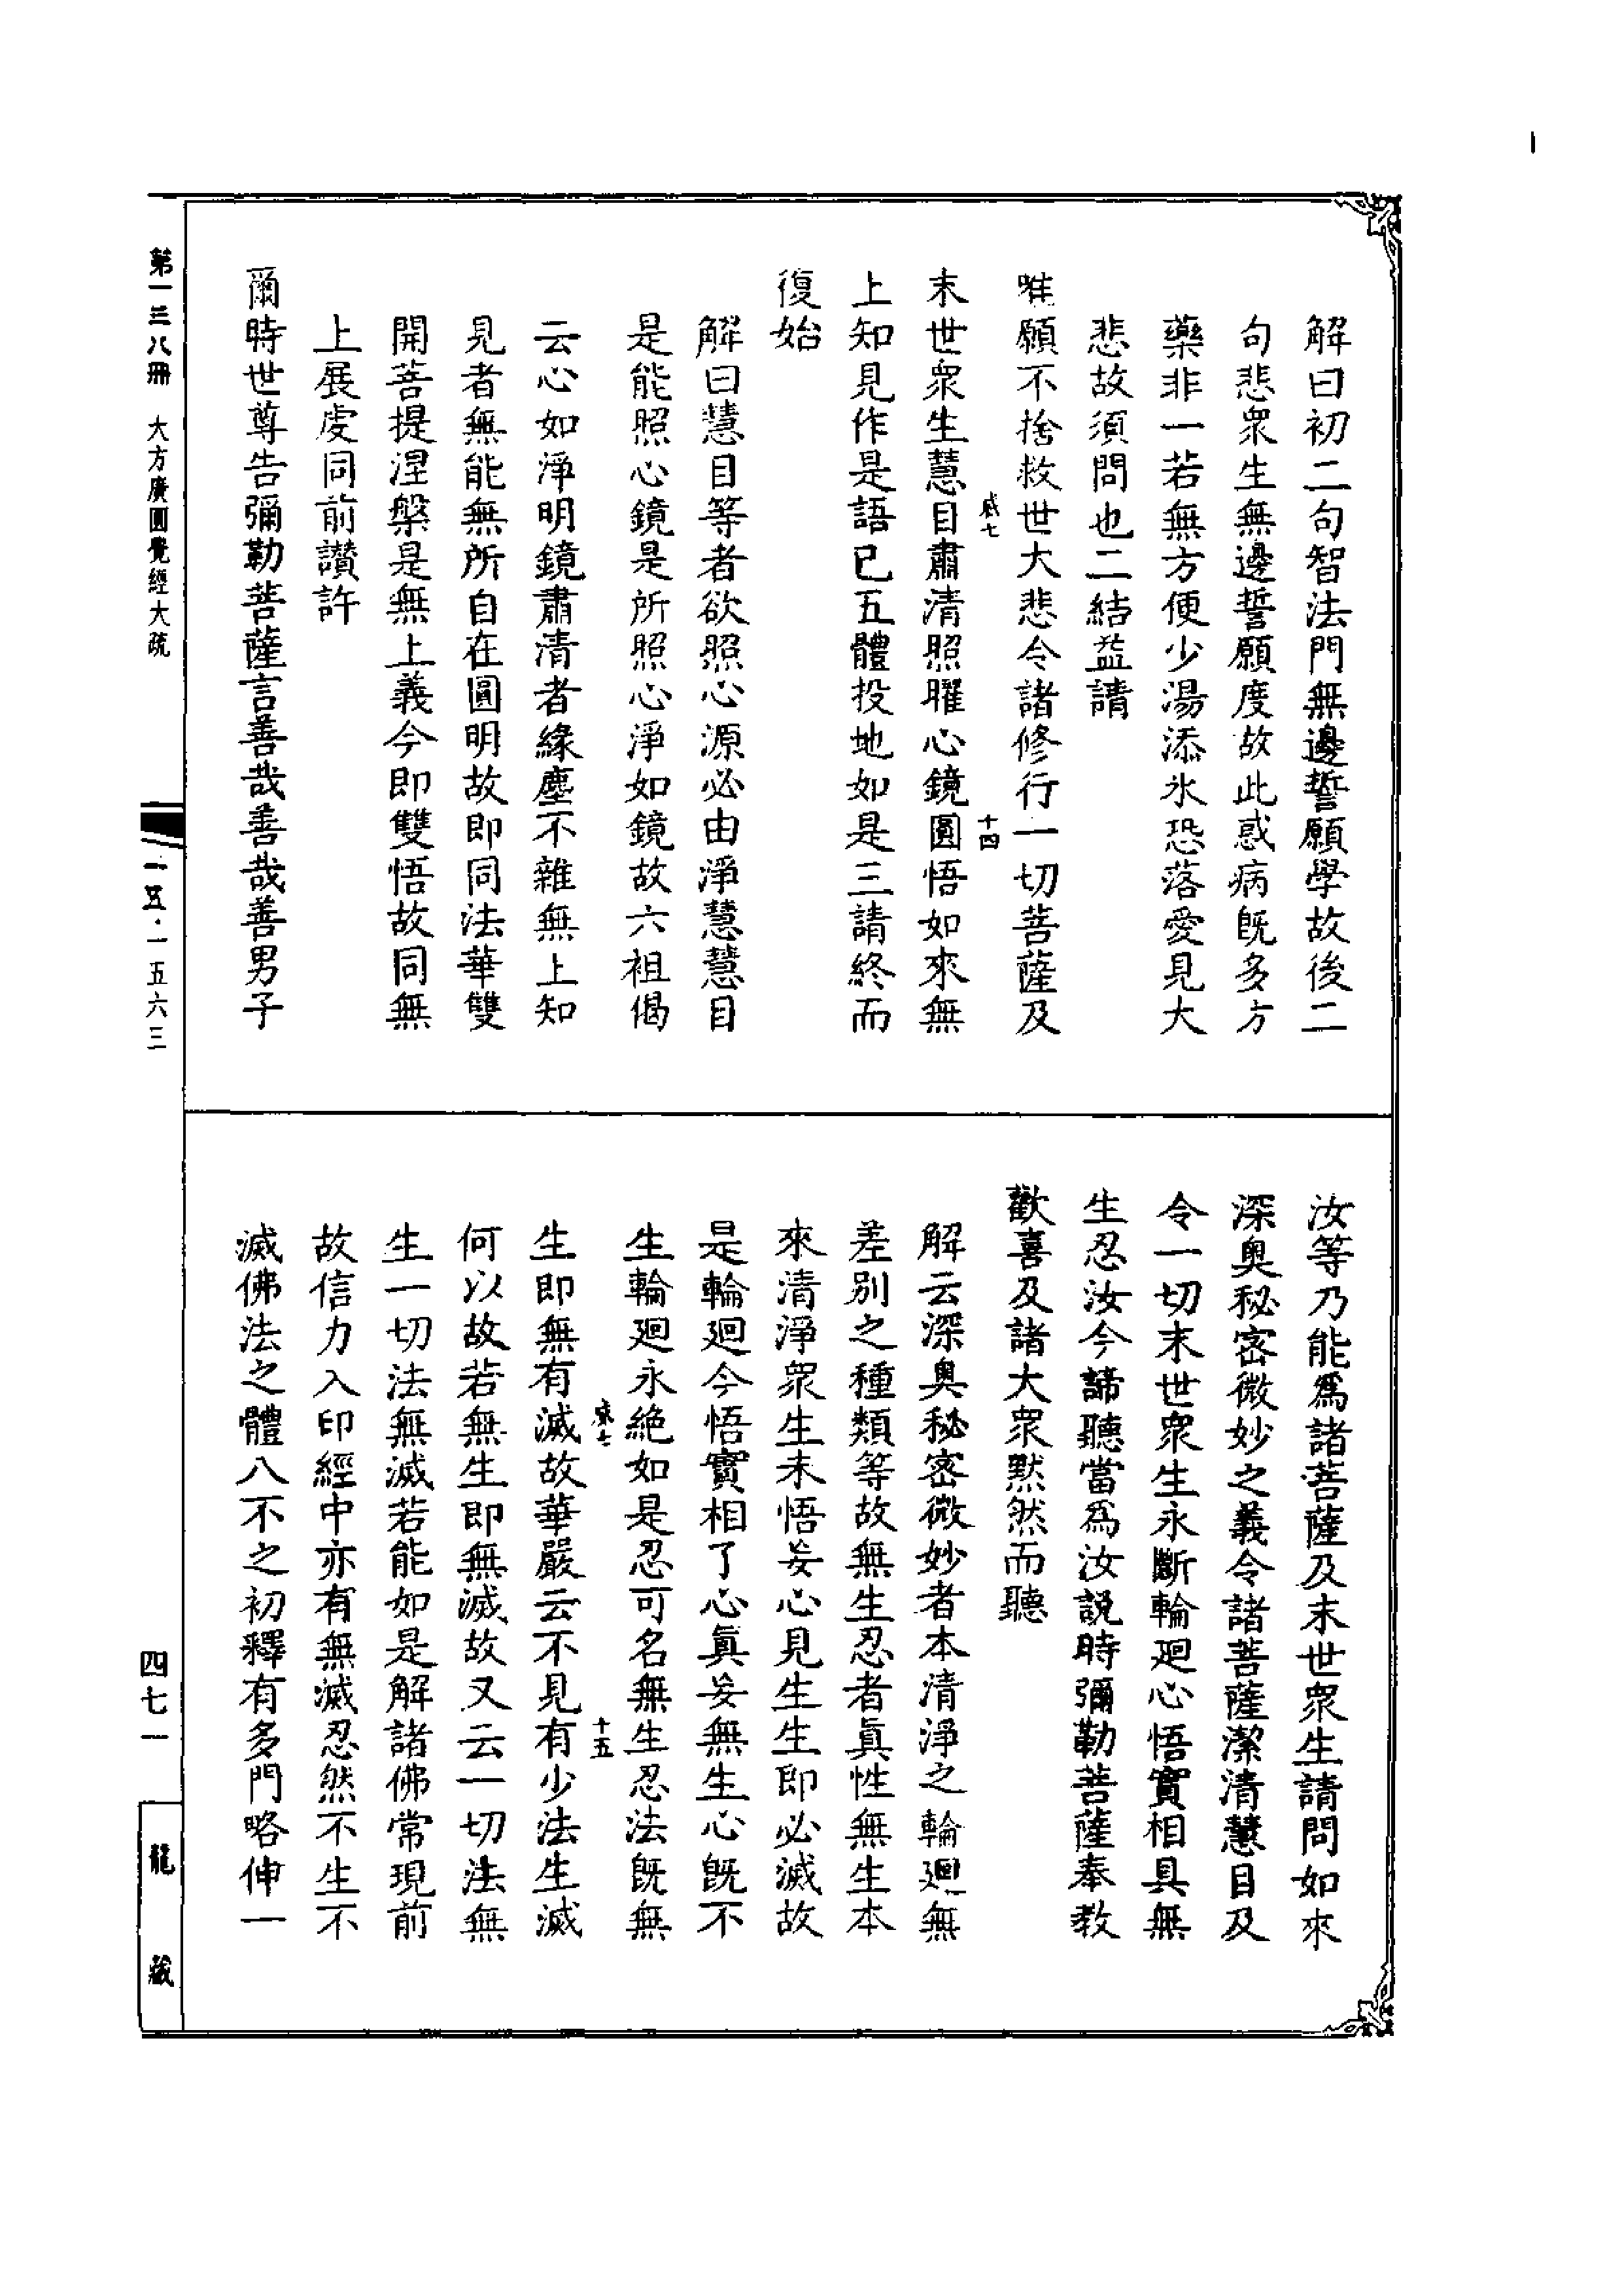 解曰初二句智法門無邊誓願學故後二
句悲衆生無邊誓願度故此惑病既多方
藥非一若無方便少湯添氷恐落愛見大
悲故須問也二結益請
唯願不捨救世大悲令諸修行一切菩薩及
末世衆生慧目肅清照曜心鏡圓悟如來無
上知見作是語已五體投地如是三請終而
復始
解曰慧目等者欲照心源必由淨慧慧目
是能照心鏡是所照心淨如鏡故六祖偈
云心如淨明鏡肅清者緣塵不雜無上知
見者無能無所自在圓明故即同法華雙
開菩提涅槃是無上義今即雙悟故同無
上展虔同前讃許
爾時世尊告彌勒菩薩言善哉善哉善男子
汝等乃能爲諸菩薩及末世衆生請問如來
深奥秘密微妙之義令諸菩薩潔清慧目及
令一切末世衆生永斷輪廻心悟實相具無
生忍汝今諦聽當爲汝説時彌勒菩薩奉教
歡喜及諸大衆默然而聽
解云深奥秘密微妙者本清淨之輪廻無
差別之種類等故無生忍者眞性無生本
來清淨衆生未悟妄心見生生即必滅故
是輪廻今悟實相了心眞妄無生心既不
生輪廻永絶如是忍可名無生忍法既無
生即無有滅故華嚴云不見有少法生滅
何以故若無生即無滅故又云一切法無
生一切法無滅若能如是解諸佛常現前
故信力入印經中亦有無滅忍然不生不
滅佛法之體八不之初釋有多門略伸一
十四
十五
第一三八冊 大方廣圓覺經大疏
一五·一五六三
四七一
龍藏